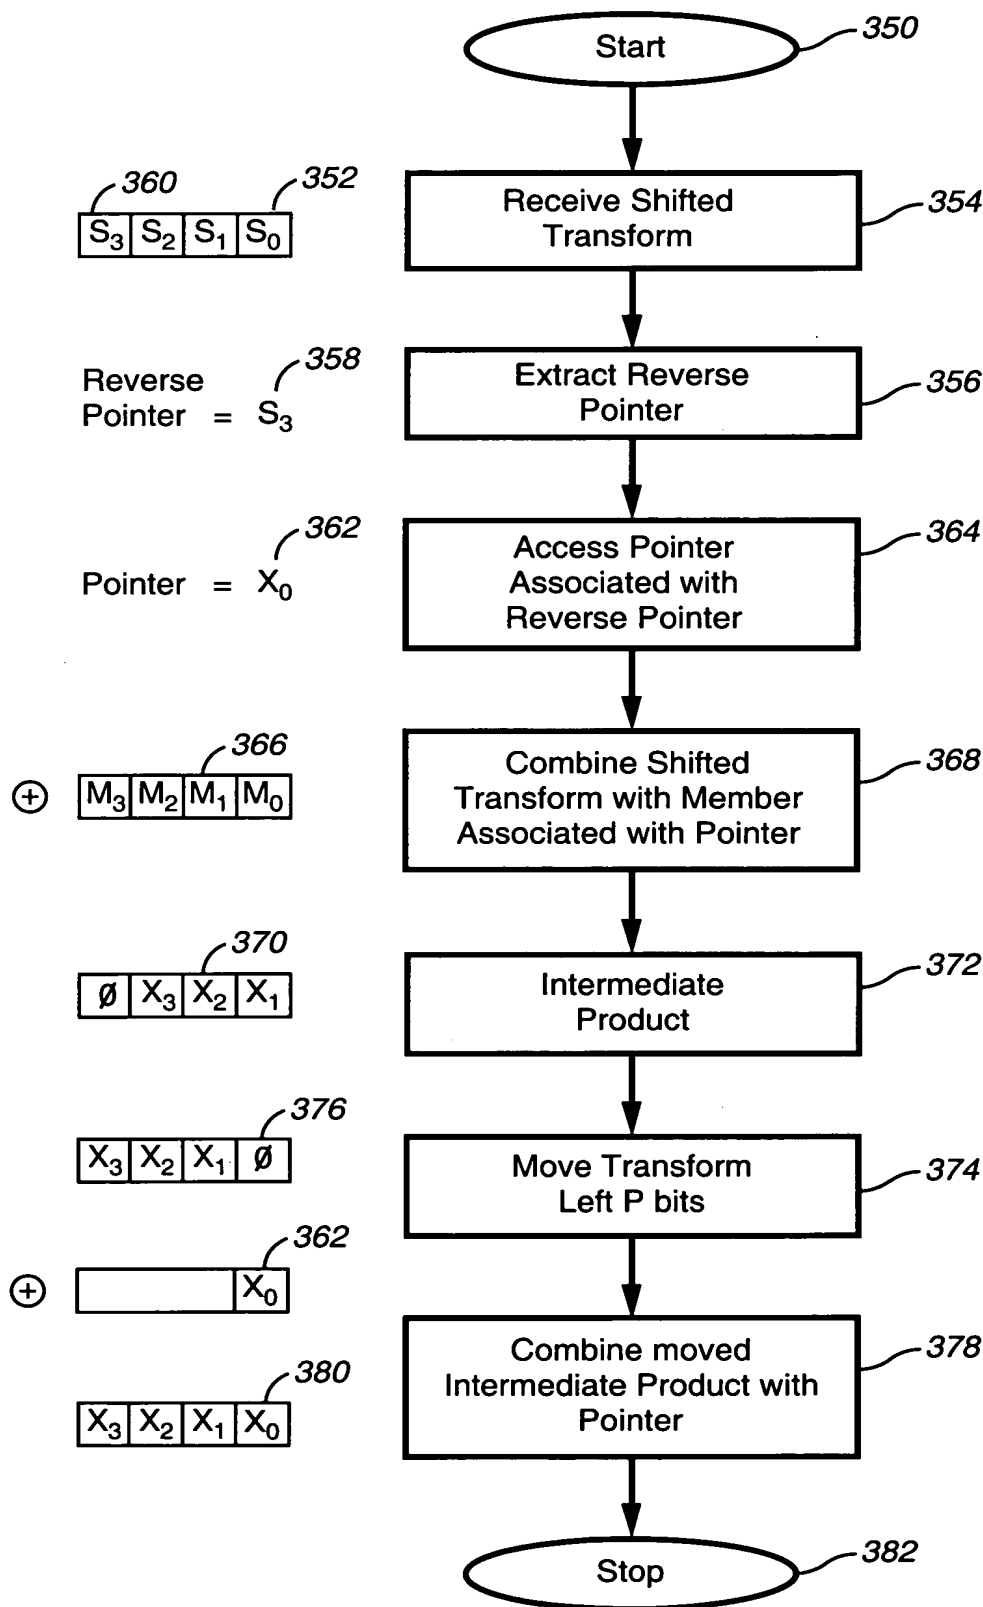 Start
350
360
352
S₃ S₂ S₁ S₀
Receive Shifted
Transform
354
Reverse
Pointer = S₃
358
Extract Reverse
Pointer
356
Pointer = X₀
362
Access Pointer
Associated with
Reverse Pointer
364
366
⊕ M₃ M₂ M₁ M₀
Combine Shifted
Transform with Member
Associated with Pointer
368
370
Ø X₃ X₂ X₁
Intermediate
Product
372
376
X₃ X₂ X₁ Ø
Move Transform
Left P bits
374
362
⊕ X₀
Combine moved
Intermediate Product with
Pointer
378
380
X₃ X₂ X₁ X₀
Stop
382